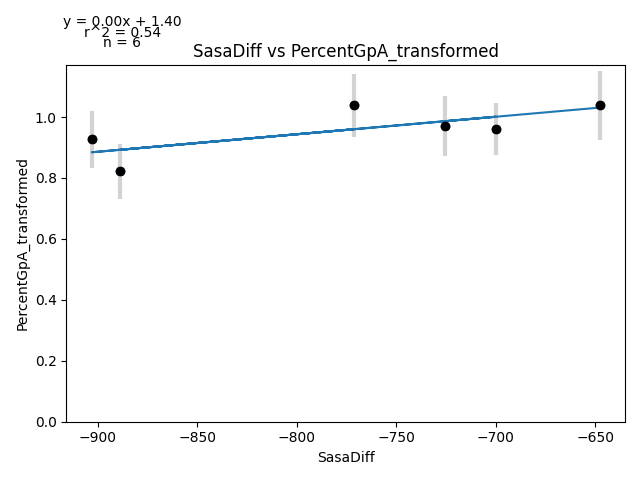 y = 0.00x + 1.40
r^2 = 0.54
n = 6
SasaDiff vs PercentGpA_transformed
PercentGpA_transformed
1.0
0.8
0.6
0.4
0.2
0.0
−900
−850
−800
−750
−700
−650
SasaDiff